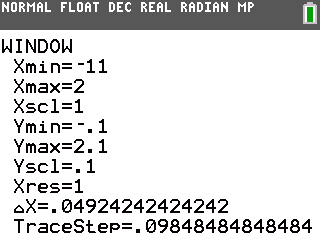 NORMAL FLOAT DEC REAL RADIAN MP
WINDOW
Xmin=-11
Xmax=2
Xscl=1
Ymin=-.1
Ymax=2.1
Yscl=.1
Xres=1
△X=.04924242424242
TraceStep=.09848484848484